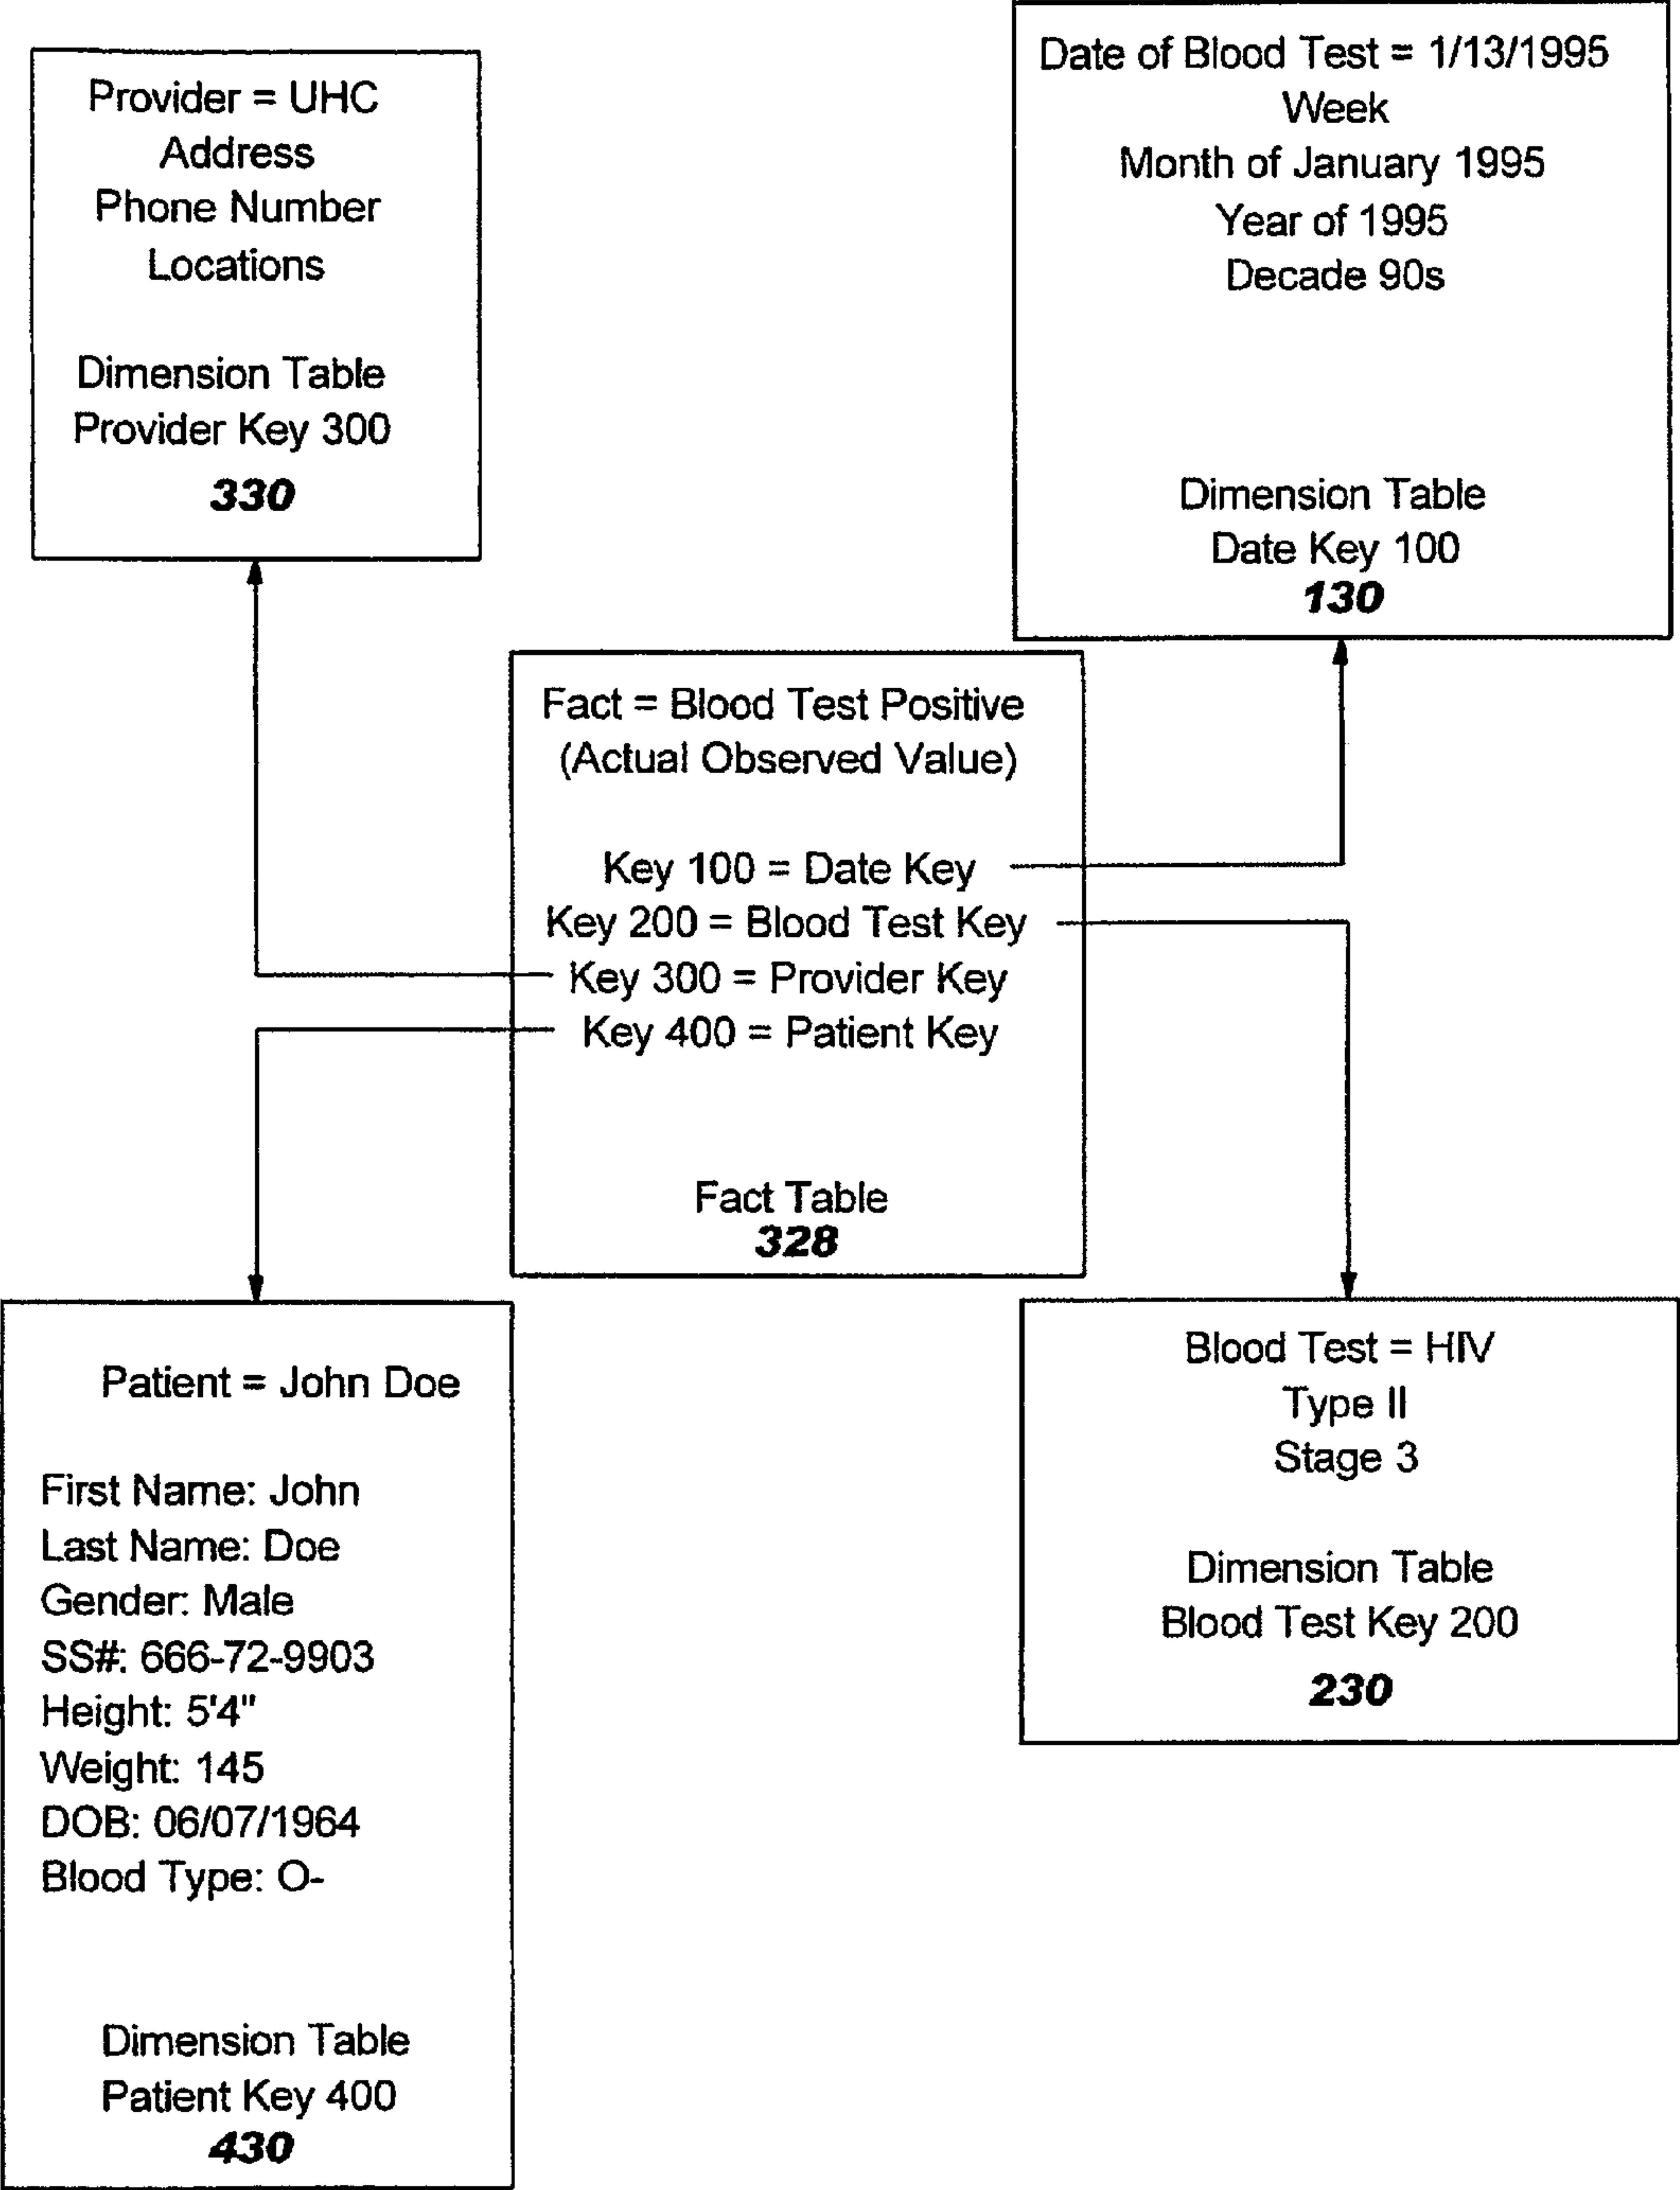 Provider = UHC
Address
Phone Number
Locations
Dimension Table
Provider Key 300
330
Date of Blood Test = 1/13/1995
Week
Month of January 1995
Year of 1995
Decade 90s
Dimension Table
Date Key 100
130
Fact = Blood Test Positive
(Actual Observed Value)
Key 100 = Date Key
Key 200 = Blood Test Key
Key 300 = Provider Key
Key 400 = Patient Key
Fact Table
328
Patient = John Doe
First Name: John
Last Name: Doe
Gender: Male
SS#: 666-72-9903
Height: 5'4"
Weight: 145
DOB: 06/07/1964
Blood Type: O-
Dimension Table
Patient Key 400
430
Blood Test = HIV
Type II
Stage 3
Dimension Table
Blood Test Key 200
230